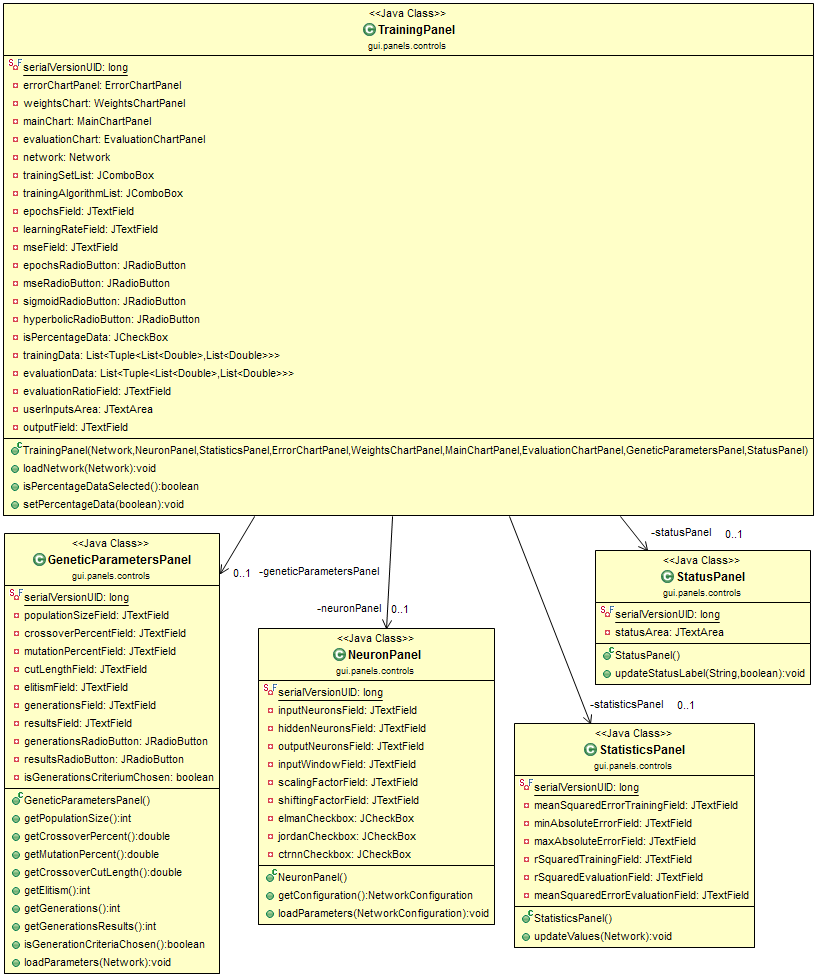 <<Java Class>>
TrainingPanel
gui.panels.controls
serialVersionUID: long
errorChartPanel: ErrorChartPanel
weightsChart: WeightsChartPanel
mainChart: MainChartPanel
evaluationChart: EvaluationChartPanel
network: Network
trainingSetList: JComboBox
trainingAlgorithmList: JComboBox
epochsField: JTextField
learningRateField: JTextField
mseField: JTextField
epochsRadioButton: JRadioButton
mseRadioButton: JRadioButton
sigmoidRadioButton: JRadioButton
hyperbolicRadioButton: JRadioButton
isPercentageData: JCheckBox
trainingData: List<Tuple<List<Double>,List<Double>>>
evaluationData: List<Tuple<List<Double>,List<Double>>>
evaluationRatioField: JTextField
userInputsArea: JTextArea
outputField: JTextField
TrainingPanel(Network,NeuronPanel,StatisticsPanel,ErrorChartPanel,WeightsChartPanel,MainChartPanel,EvaluationChartPanel,GeneticParametersPanel,StatusPanel)
loadNetwork(Network):void
isPercentageDataSelected():boolean
setPercentageData(boolean):void
0..1 -geneticParametersPanel
-neuronPanel 0..1
-statisticsPanel 0..1
-statusPanel 0..1
<<Java Class>>
GeneticParametersPanel
gui.panels.controls
serialVersionUID: long
populationSizeField: JTextField
crossoverPercentField: JTextField
mutationPercentField: JTextField
cutLengthField: JTextField
elitismField: JTextField
generationsField: JTextField
resultsField: JTextField
generationsRadioButton: JRadioButton
resultsRadioButton: JRadioButton
isGenerationsCriteriumChosen: boolean
GeneticParametersPanel()
getPopulationSize():int
getCrossoverPercent():double
getMutationPercent():double
getCrossoverCutLength():double
getElitism():int
getGenerations():int
getGenerationsResults():int
isGenerationCriteriaChosen():boolean
loadParameters(Network):void
<<Java Class>>
NeuronPanel
gui.panels.controls
serialVersionUID: long
inputNeuronsField: JTextField
hiddenNeuronsField: JTextField
outputNeuronsField: JTextField
inputWindowField: JTextField
scalingFactorField: JTextField
shiftingFactorField: JTextField
elmanCheckbox: JCheckBox
jordanCheckbox: JCheckBox
ctrnnCheckbox: JCheckBox
NeuronPanel()
getConfiguration():NetworkConfiguration
loadParameters(NetworkConfiguration):void
<<Java Class>>
StatusPanel
gui.panels.controls
serialVersionUID: long
statusArea: JTextArea
StatusPanel()
updateStatusLabel(String,boolean):void
<<Java Class>>
StatisticsPanel
gui.panels.controls
serialVersionUID: long
meanSquaredErrorTrainingField: JTextField
minAbsoluteErrorField: JTextField
maxAbsoluteErrorField: JTextField
rSquaredTrainingField: JTextField
rSquaredEvaluationField: JTextField
meanSquaredErrorEvaluationField: JTextField
StatisticsPanel()
updateValues(Network):void